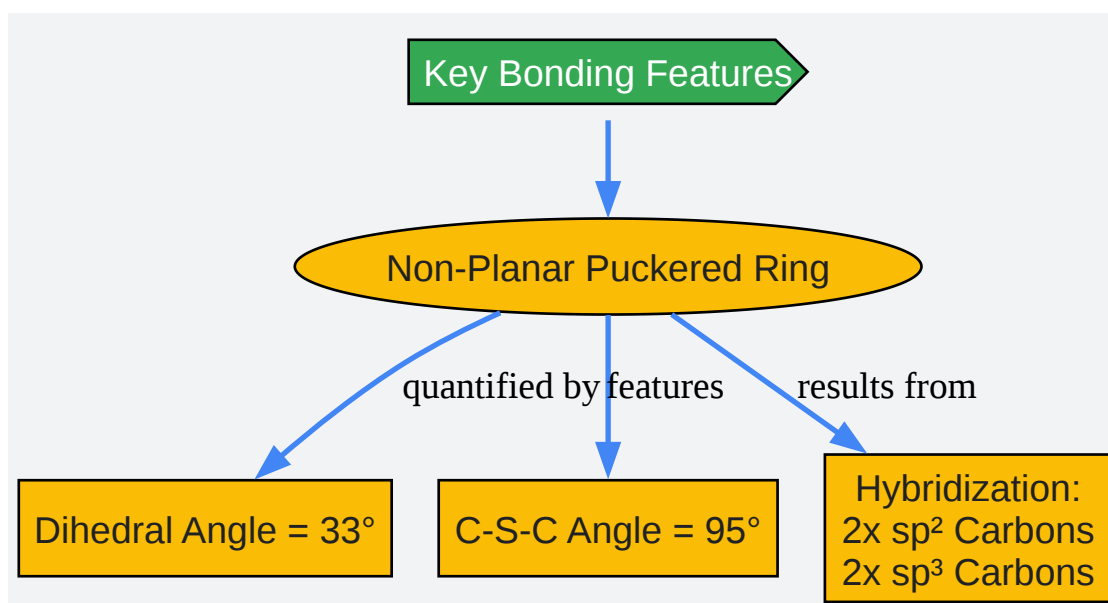 Key Bonding Features
Non-Planar Puckered Ring
quantified by
features
results from
Dihedral Angle = 33°
C-S-C Angle = 95°
Hybridization:
2x sp² Carbons
2x sp³ Carbons